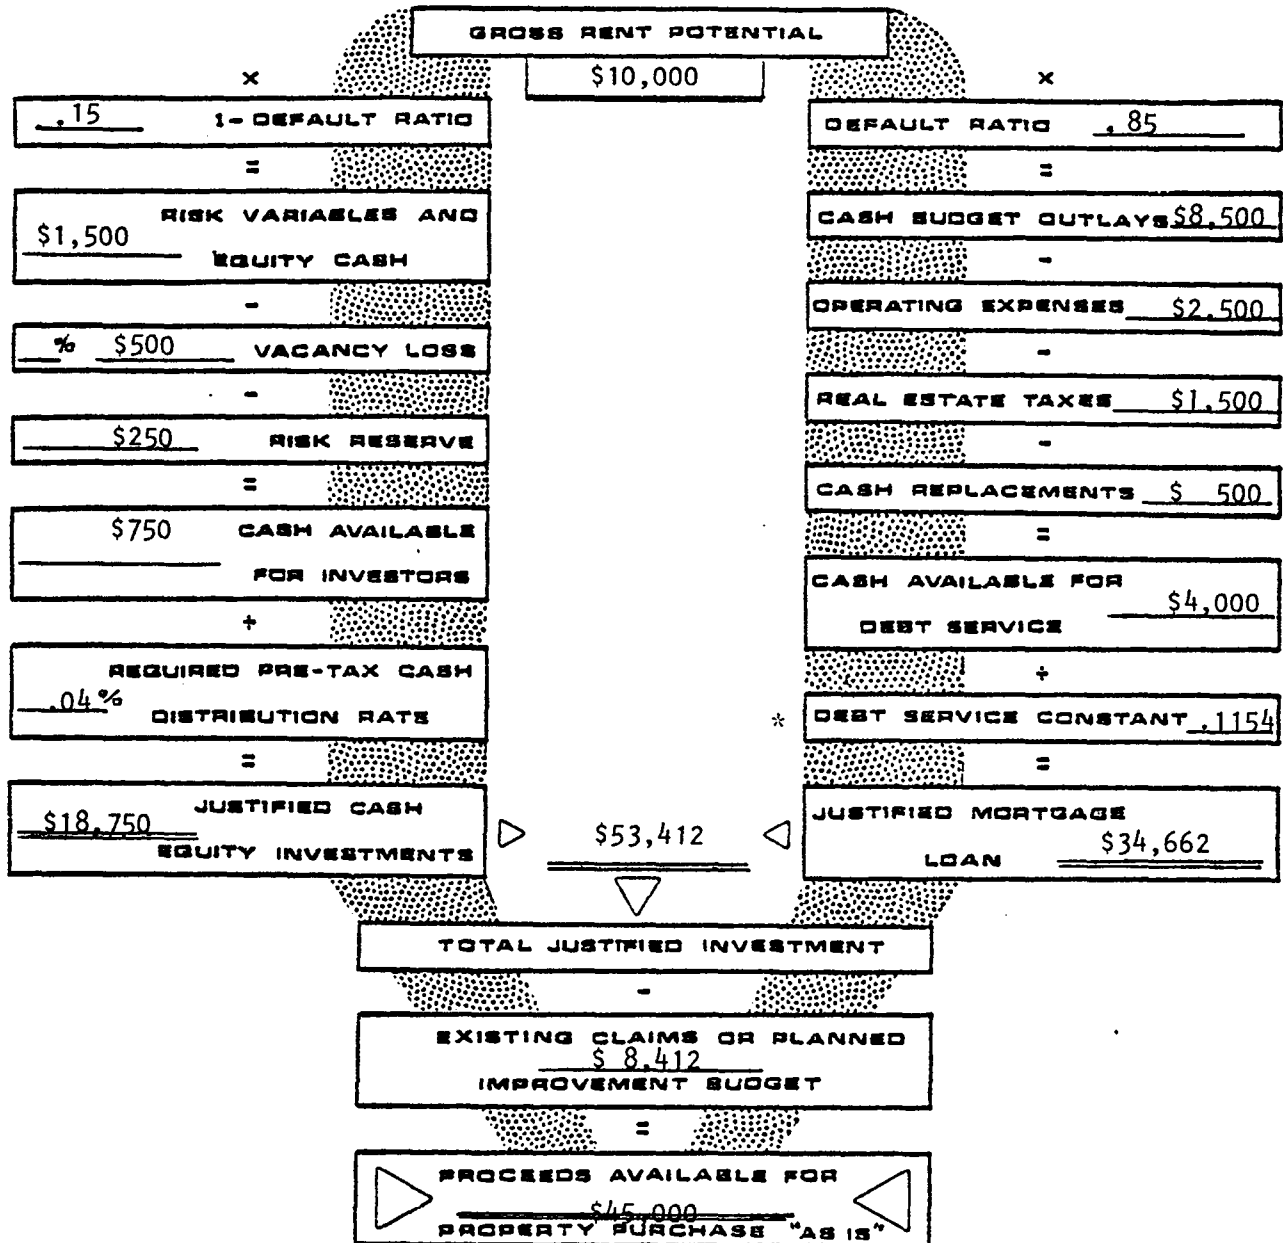 GROSS RENT POTENTIAL
$10,000
×
.15 1- DEFAULT RATIO
=
RISK VARIABLES AND
$1,500
EQUITY CASH
-
% $500 VACANCY LOSS
-
$250 RISK RESERVE
=
$750 CASH AVAILABLE
FOR INVESTORS
÷
REQUIRED PRE-TAX CASH
.04%
DISTRIBUTION RATE
=
JUSTIFIED CASH
$18,750
EQUITY INVESTMENTS
×
DEFAULT RATIO .85
=
CASH BUDGET OUTLAYS $8,500
-
OPERATING EXPENSES $2,500
-
REAL ESTATE TAXES $1,500
-
CASH REPLACEMENTS $ 500
=
CASH AVAILABLE FOR
$4,000
DEBT SERVICE
÷
* DEBT SERVICE CONSTANT .1154
=
JUSTIFIED MORTGAGE
LOAN $34,662
$53,412
TOTAL JUSTIFIED INVESTMENT
-
EXISTING CLAIMS OR PLANNED
$ 8,412
IMPROVEMENT BUDGET
=
PROCEEDS AVAILABLE FOR
$45,000
PROPERTY PURCHASE "AS IS"